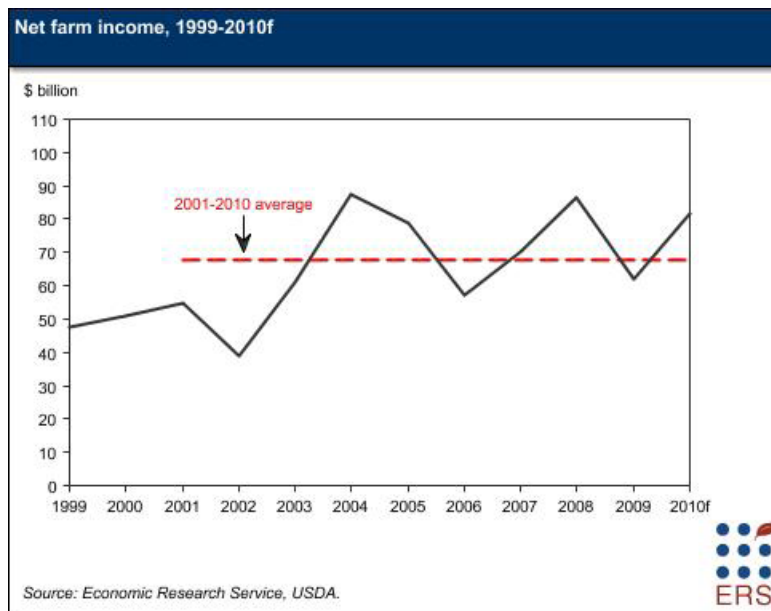 Net farm income, 1999-2010f
$ billion
110
100
90
80
70
60
50
40
30
20
10
0
2001-2010 average
1999 2000 2001 2002 2003 2004 2005 2006 2007 2008 2009 2010f
Source: Economic Research Service, USDA.
ERS